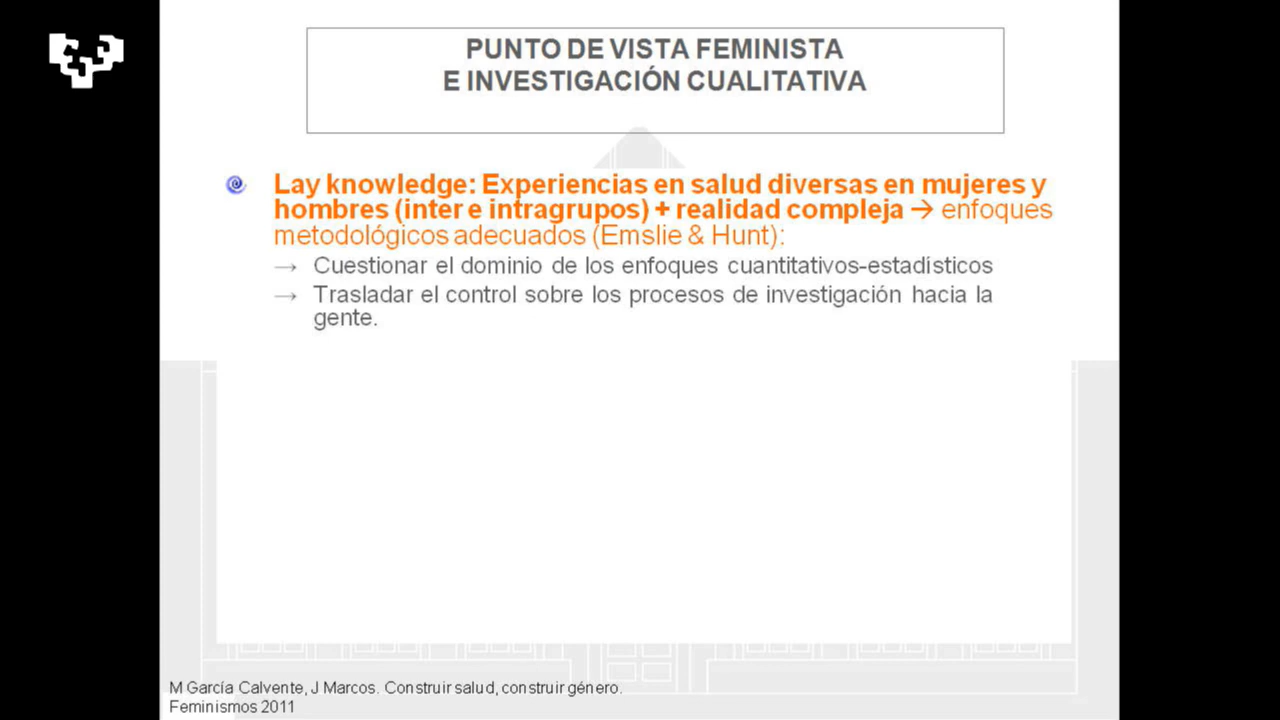 PUNTO DE VISTA FEMINISTA
E INVESTIGACIÓN CUALITATIVA
Lay knowledge: Experiencias en salud diversas en mujeres y
hombres (inter e intragrupos) + realidad compleja → enfoques
metodológicos adecuados (Emslie & Hunt):
→ Cuestionar el dominio de los enfoques cuantitativos-estadísticos
→ Trasladar el control sobre los procesos de investigación hacia la
gente.
M García Calvente, J Marcos. Construir salud, construir género.
Feminismos 2011